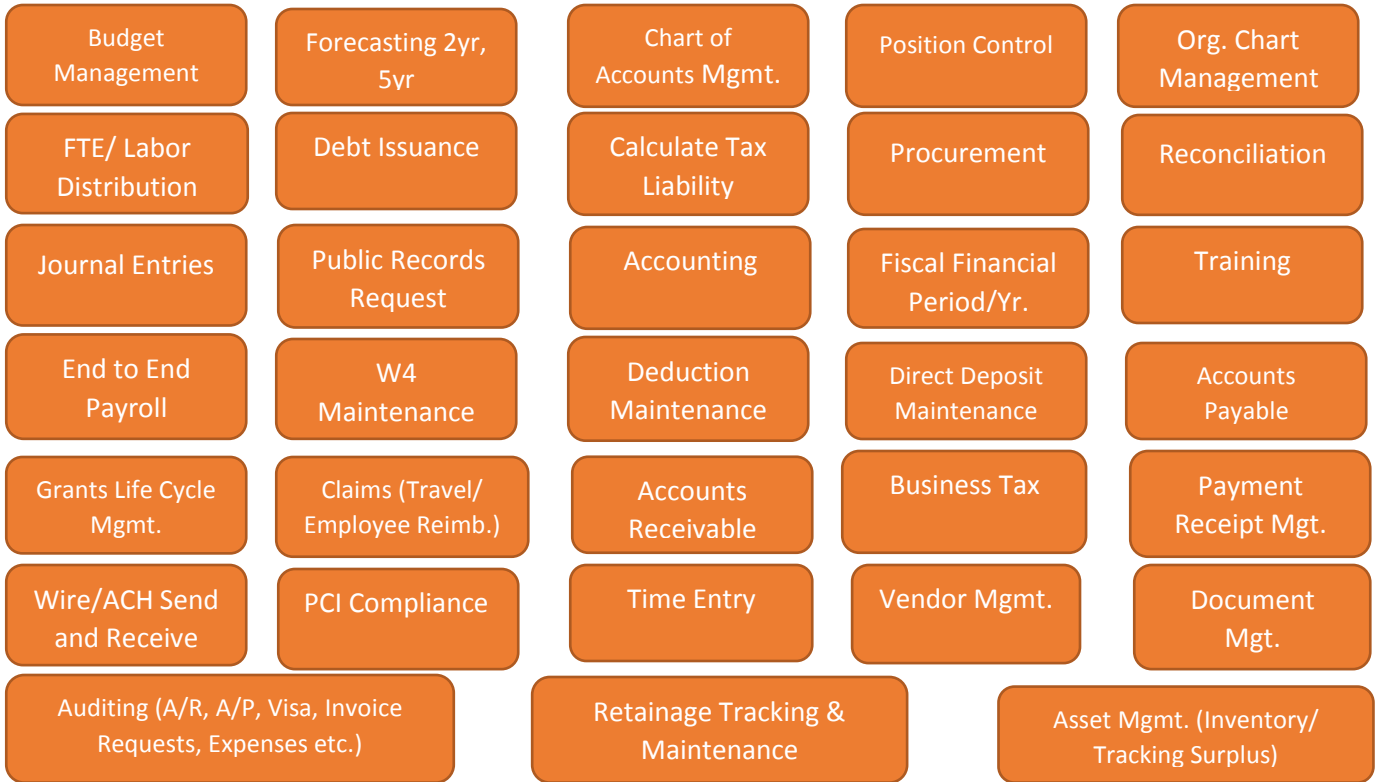 Budget
Management
Forecasting 2yr,
5yr
Chart of
Accounts Mgmt.
Position Control
Org. Chart
Management
FTE/ Labor
Distribution
Debt Issuance
Calculate Tax
Liability
Procurement
Reconciliation
Journal Entries
Public Records
Request
Accounting
Fiscal Financial
Period/Yr.
Training
End to End
Payroll
W4
Maintenance
Deduction
Maintenance
Direct Deposit
Maintenance
Accounts
Payable
Grants Life Cycle
Mgmt.
Claims (Travel/
Employee Reimb.)
Accounts
Receivable
Business Tax
Payment
Receipt Mgt.
Wire/ACH Send
and Receive
PCI Compliance
Time Entry
Vendor Mgmt.
Document
Mgt.
Auditing (A/R, A/P, Visa, Invoice
Requests, Expenses etc.)
Retainage Tracking &
Maintenance
Asset Mgmt. (Inventory/
Tracking Surplus)